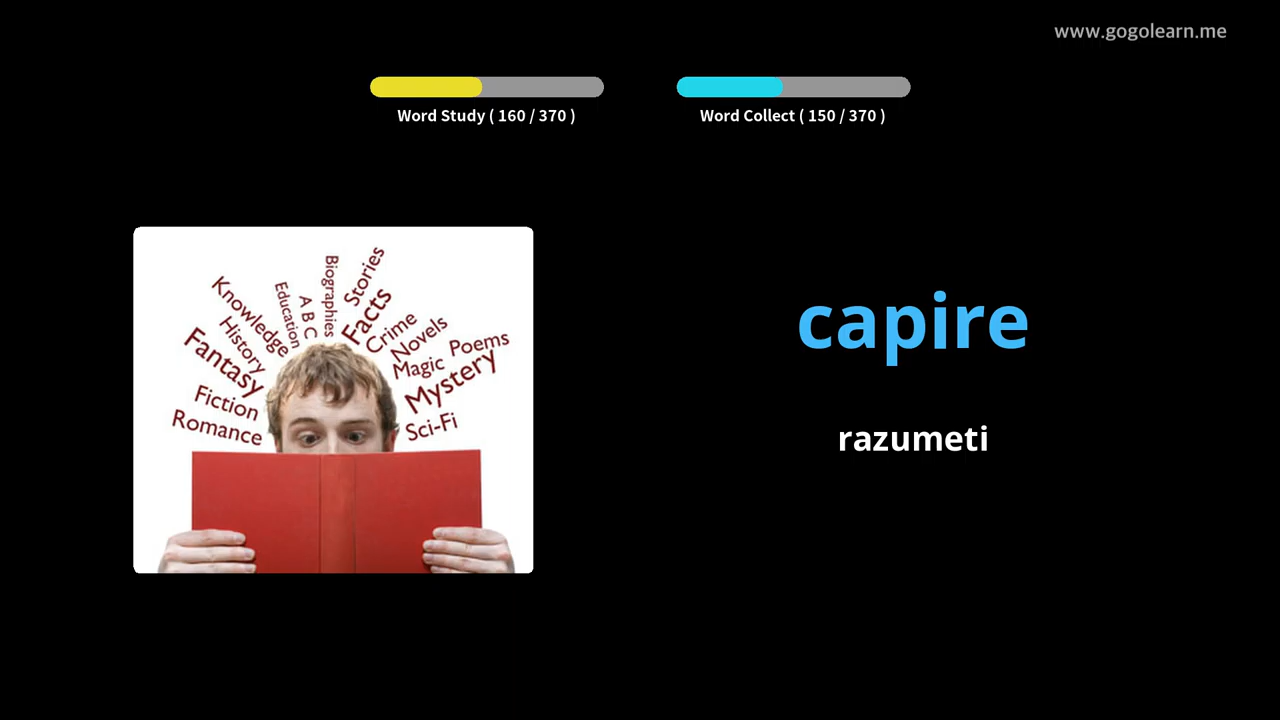 www.gogolearn.me
Word Study ( 160 / 370 )
Word Collect ( 150 / 370 )
Biographies
Stories
Knowledge
Education
A B C
Facts
History
Crime
Novels
Fantasy
Magic
Poems
Mystery
Fiction
Romance
Sci-Fi
capire
razumeti